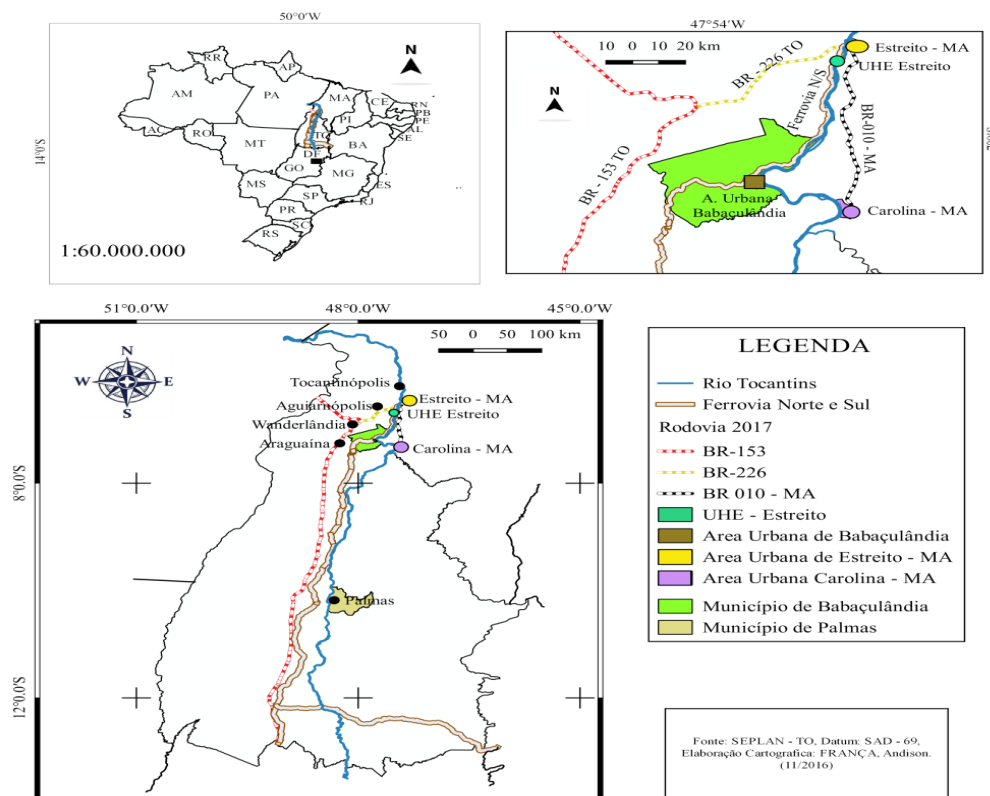 50°0'W
14°0'S
N
RR
AP
AM
PA
MA
CE
RN
PB
PE
AL
SE
PI
AC
RO
TO
MT
BA
DF
GO
MG
MS
ES
SP
RJ
PR
SC
RS
1:60.000.000
47°54'W
10 0 10 20 km
N
BR - 226 TO
Estreito - MA
UHE Estreito
Ferrovia N/S
BR-010 -MA
BR - 153 TO
A. Urbana
Babaçulândia
Carolina - MA
51°0.0'W 48°0.0'W 45°0.0'W
50 0 50 100 km
N
W E
S
Tocantinópolis
Aguiarnópolis
Estreito - MA
UHE Estreito
Wanderlândia
Araguaína
Carolina - MA
8°0.0'S
Palmas
12°0.0'S
LEGENDA
Rio Tocantins
Ferrovia Norte e Sul
Rodovia 2017
BR-153
BR-226
BR 010 - MA
UHE - Estreito
Area Urbana de Babaçulândia
Area Urbana de Estreito - MA
Area Urbana Carolina - MA
Município de Babaçulândia
Município de Palmas
Fonte: SEPLAN - TO, Datum: SAD - 69,
Elaboração Cartografica: FRANÇA, Andison.
(11/2016)